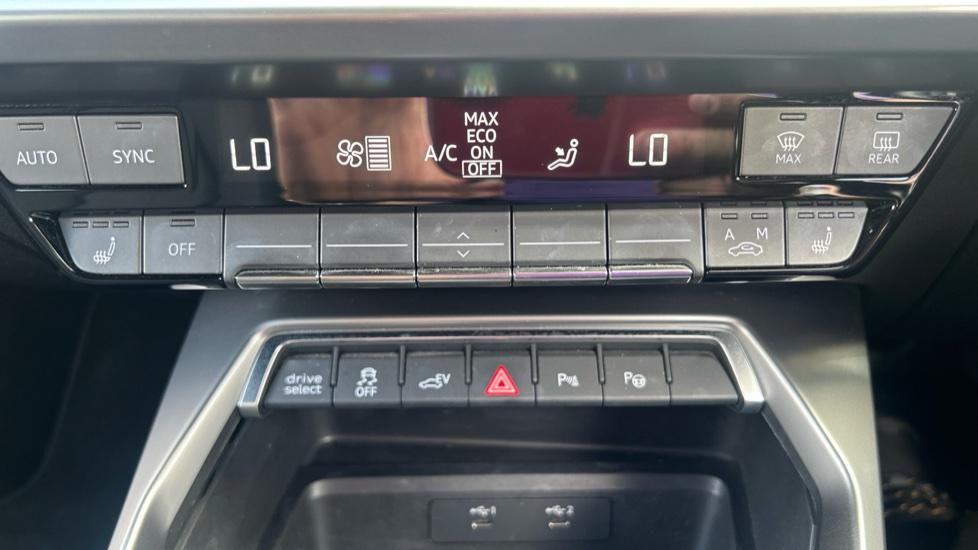 AUTO
SYNC
LO
A/C
MAX
ECO
ON
OFF
LO
MAX
REAR
OFF
A M
drive
select
OFF
EV
P
P
1
2